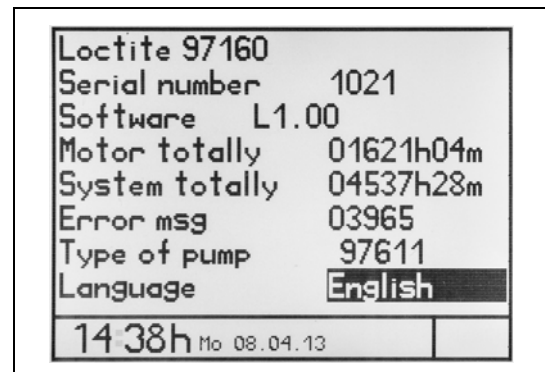 Loctite 97160
Serial number 1021
Software L1.00
Motor totally 01621h04m
System totally 04537h28m
Error msg 03965
Type of pump 97611
Language English
14:38h Mo 08.04.13